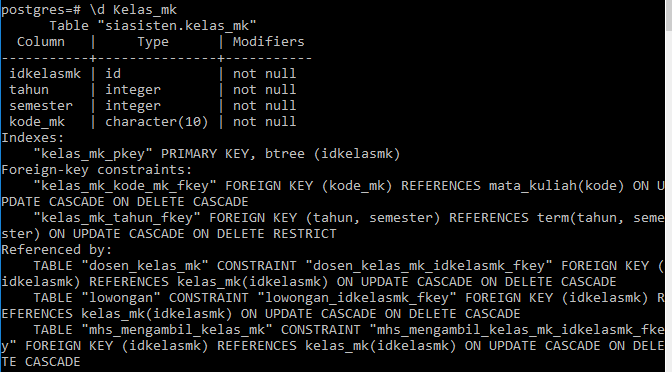 postgres=# \d Kelas_mk
      Table "siasisten.kelas_mk"
  Column   |     Type      | Modifiers
-----------+---------------+-----------
 idkelasmk | id            | not null
 tahun     | integer       | not null
 semester  | integer       | not null
 kode_mk   | character(10) | not null
Indexes:
    "kelas_mk_pkey" PRIMARY KEY, btree (idkelasmk)
Foreign-key constraints:
    "kelas_mk_kode_mk_fkey" FOREIGN KEY (kode_mk) REFERENCES mata_kuliah(kode) ON U
PDATE CASCADE ON DELETE CASCADE
    "kelas_mk_tahun_fkey" FOREIGN KEY (tahun, semester) REFERENCES term(tahun, seme
ster) ON UPDATE CASCADE ON DELETE RESTRICT
Referenced by:
    TABLE "dosen_kelas_mk" CONSTRAINT "dosen_kelas_mk_idkelasmk_fkey" FOREIGN KEY (
idkelasmk) REFERENCES kelas_mk(idkelasmk) ON UPDATE CASCADE ON DELETE CASCADE
    TABLE "lowongan" CONSTRAINT "lowongan_idkelasmk_fkey" FOREIGN KEY (idkelasmk) R
EFERENCES kelas_mk(idkelasmk) ON UPDATE CASCADE ON DELETE CASCADE
    TABLE "mhs_mengambil_kelas_mk" CONSTRAINT "mhs_mengambil_kelas_mk_idkelasmk_fke
y" FOREIGN KEY (idkelasmk) REFERENCES kelas_mk(idkelasmk) ON UPDATE CASCADE ON DELE
TE CASCADE